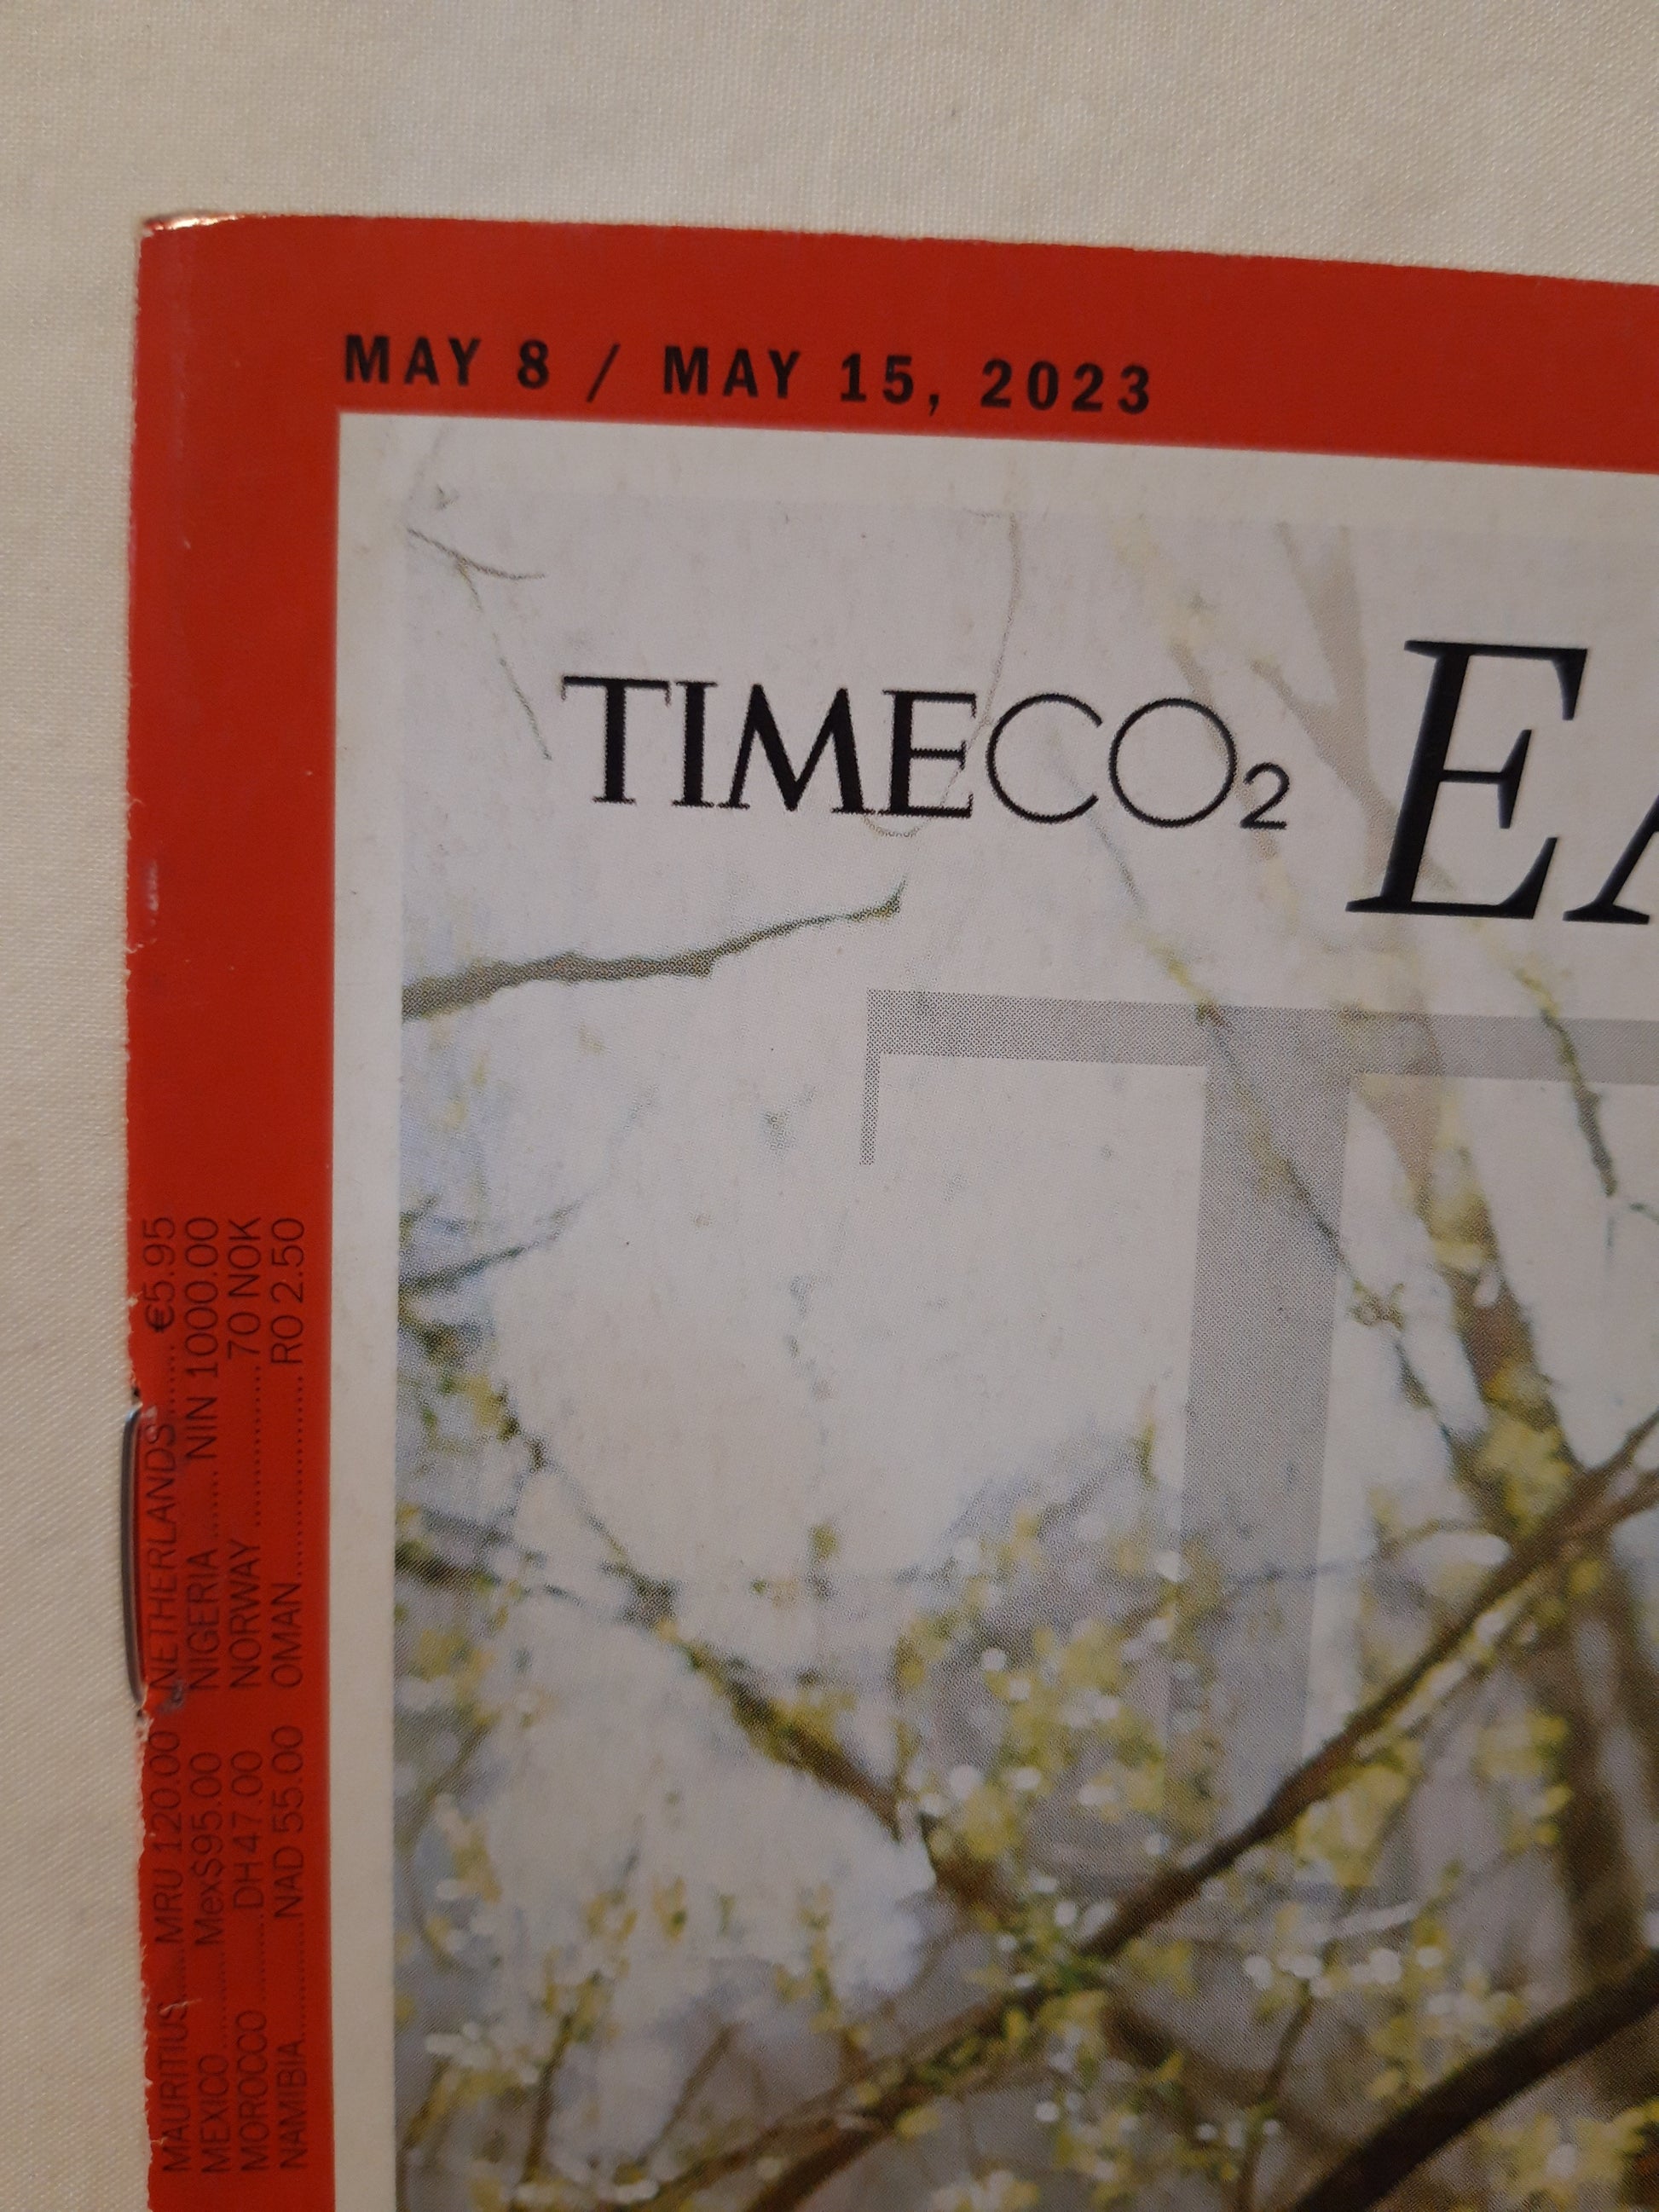 MAY 8 / MAY 15, 2023
TIMECO₂
EA
T
MAURITIUS......MRU 120.00
MEXICO............Mex$95.00
MOROCCO .........DH 47.00
NAMIBIA............NAD 55.00
NETHERLANDS....... €5.95
NIGERIA........ NIN 1000.00
NORWAY .................. 70 NOK
OMAN...................... RO 2.50